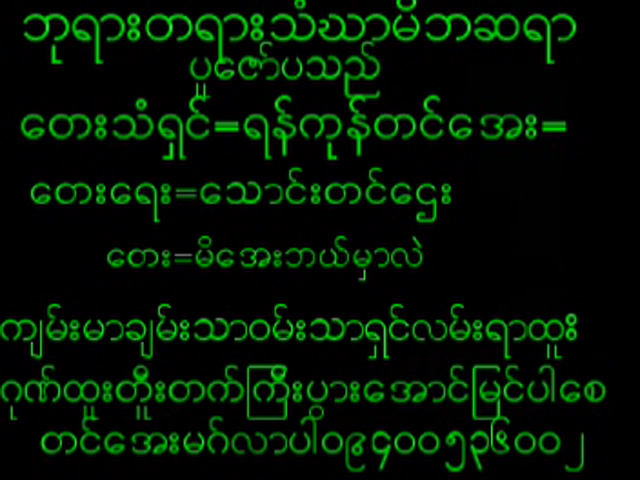 ဘုရားတရားသံဃာမိဘဆရာ
ပူဇော်ပသည်
တေးသံရှင်=ရန်ကုန်တင်အေး=
တေးရေး=သောင်းတင်ဌေး
တေး=မိအေးဘယ်မှာလဲ
ကျမ်းမာချမ်းသာဝမ်းသာရှင်လမ်းရာထူး
ဂုဏ်ထူးတိုးတက်ကြီးပွားအောင်မြင်ပါစေ
တင်အေးမင်္ဂလာပါ၀၉၄၀၀၅၃၆၀၀၂